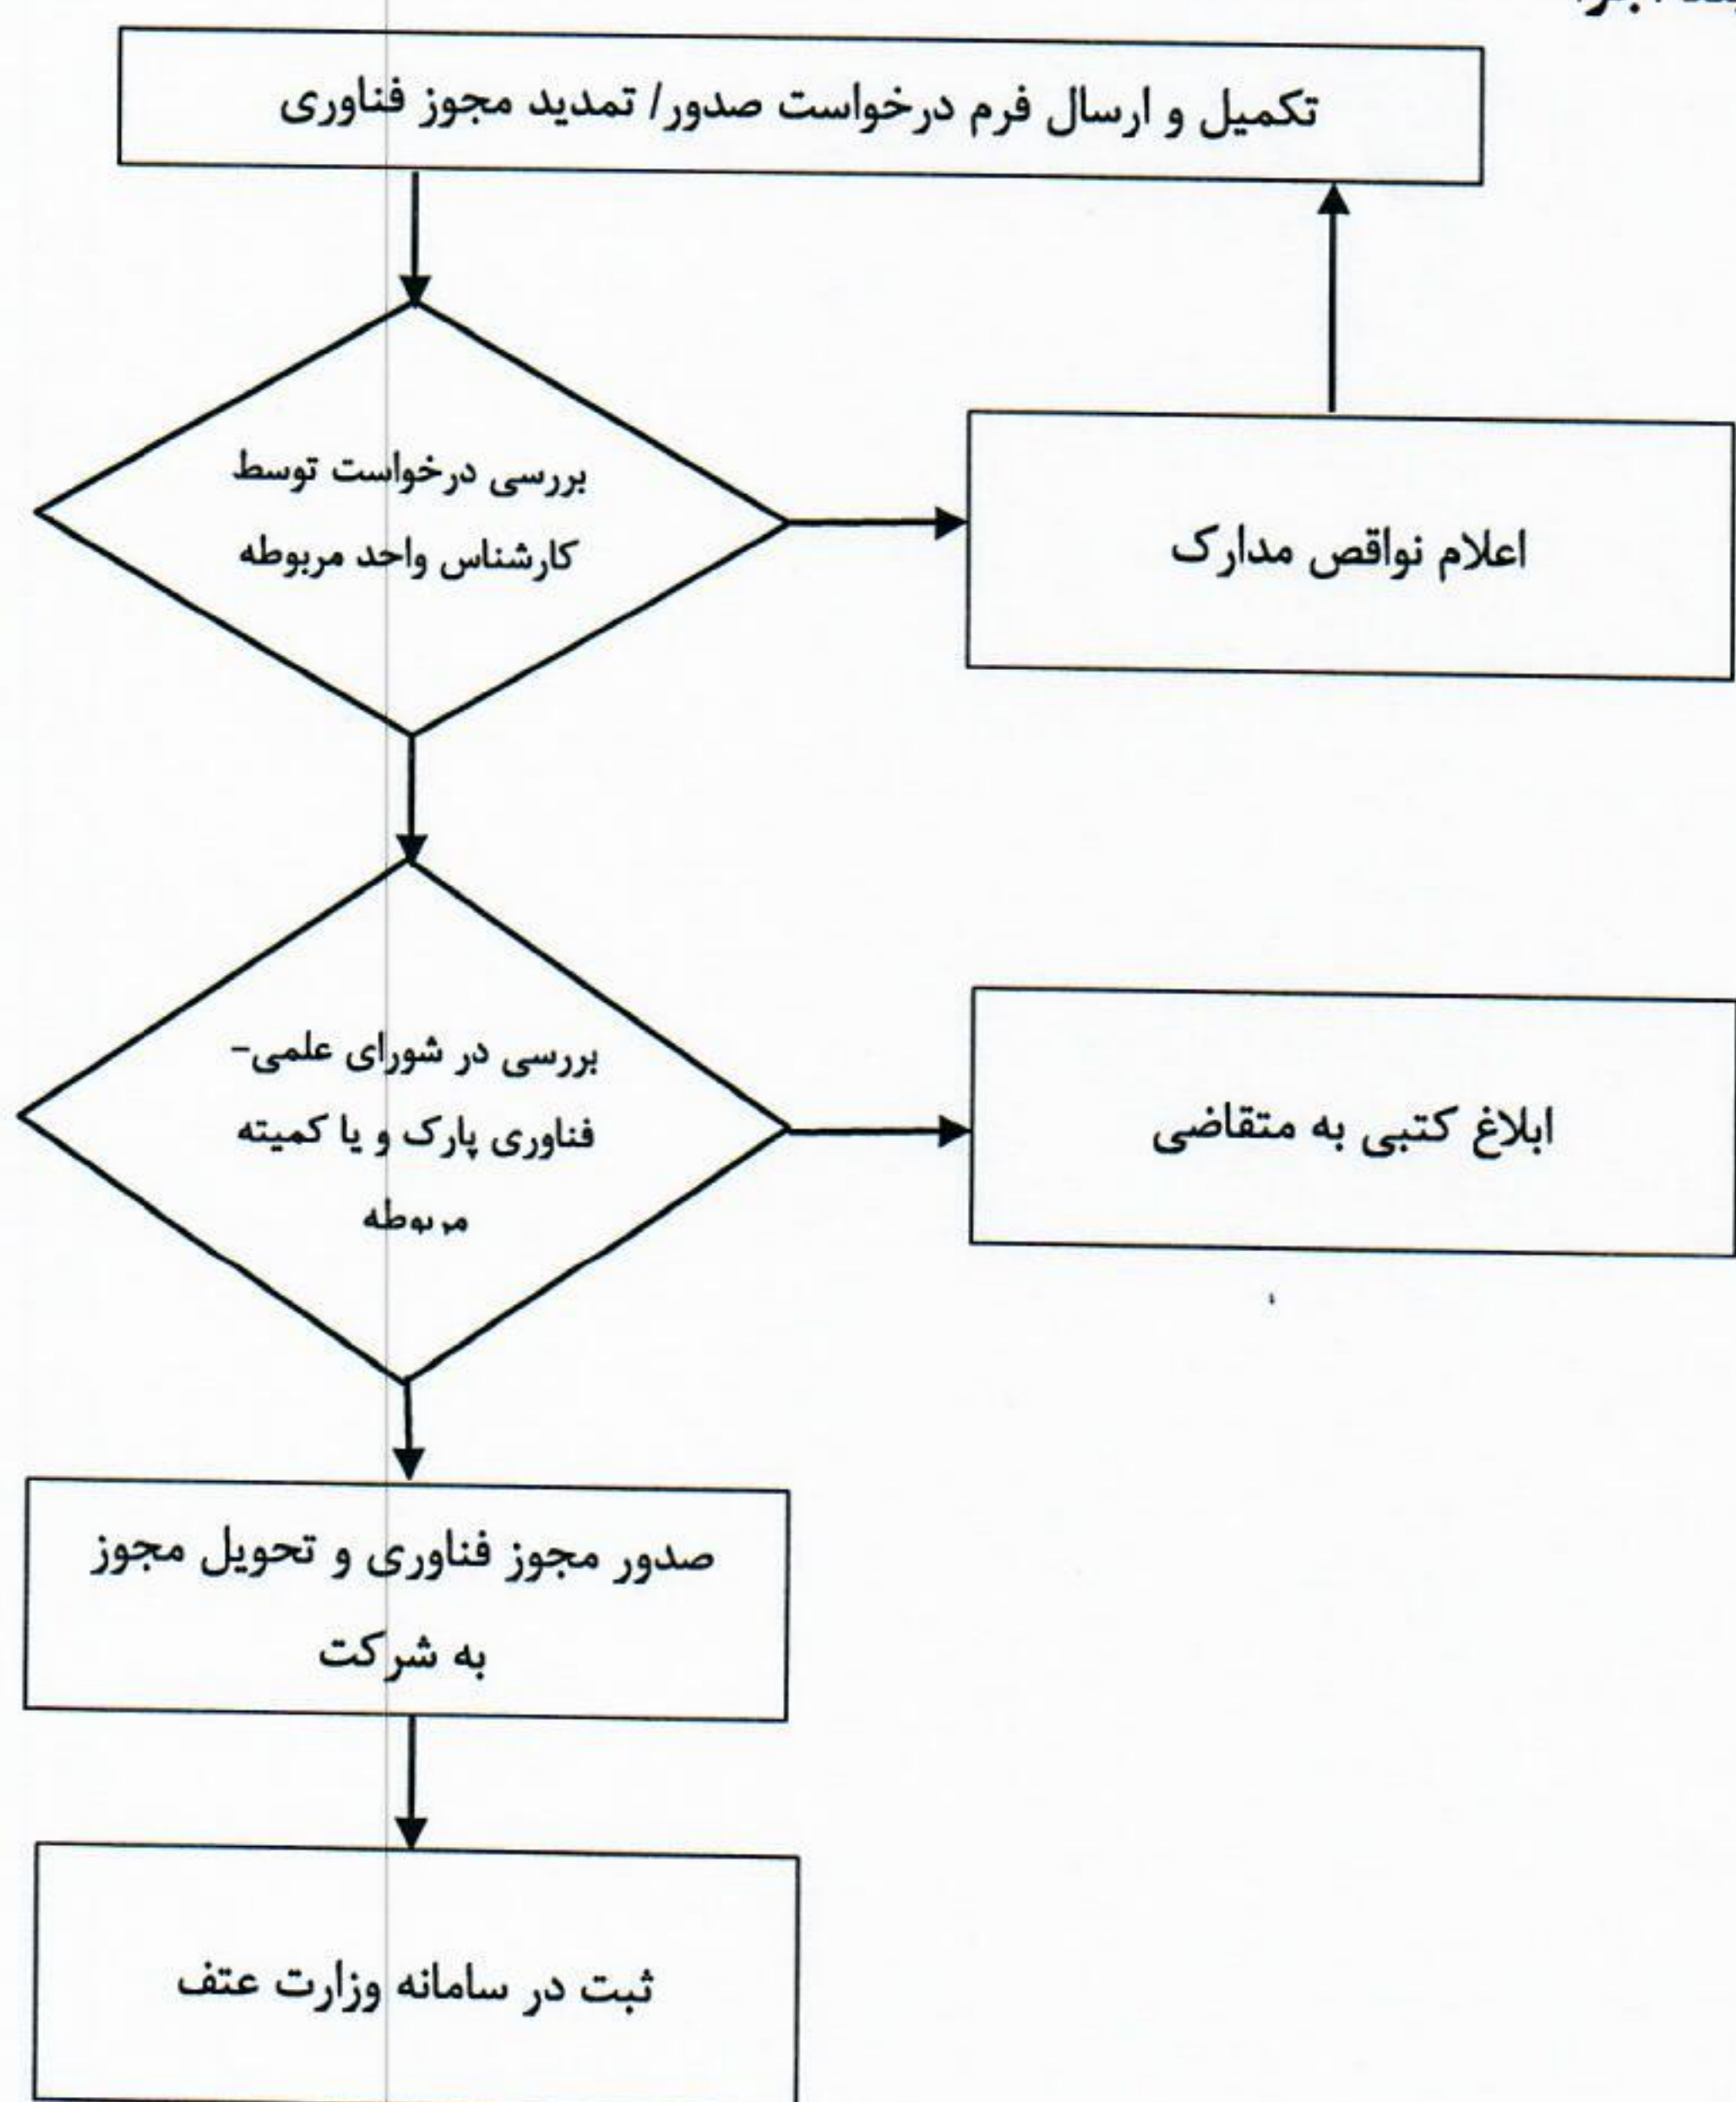 تکمیل و ارسال فرم درخواست صدور/ تمدید مجوز فناوری
بررسی درخواست توسط
کارشناس واحد مربوطه
اعلام نواقص مدارک
بررسی در شورای علمی-
فناوری پارک و یا کمیته
مربوطه
ابلاغ کتبی به متقاضی
صدور مجوز فناوری و تحویل مجوز
به شرکت
ثبت در سامانه وزارت عتف